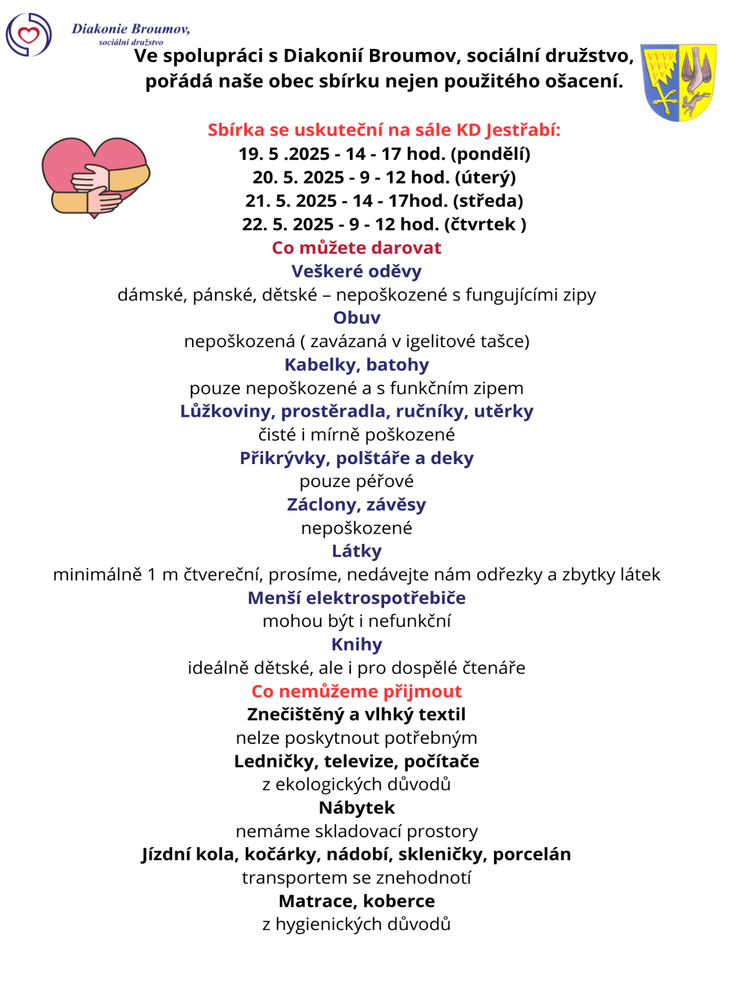 Diakonie Broumov,
sociální družstvo
Ve spolupráci s Diakonií Broumov, sociální družstvo,
pořádá naše obec sbírku nejen použitého ošacení.
Sbírka se uskuteční na sále KD Jestřabí:
19. 5 .2025 - 14 - 17 hod. (pondělí)
20. 5. 2025 - 9 - 12 hod. (úterý)
21. 5. 2025 - 14 - 17hod. (středa)
22. 5. 2025 - 9 - 12 hod. (čtvrtek )
Co můžete darovat
Veškeré oděvy
dámské, pánské, dětské – nepoškozené s fungujícími zipy
Obuv
nepoškozená ( zavázaná v igelitové tašce)
Kabelky, batohy
pouze nepoškozené a s funkčním zipem
Lůžkoviny, prostěradla, ručníky, utěrky
čisté i mírně poškozené
Přikrývky, polštáře a deky
pouze péřové
Záclony, závěsy
nepoškozené
Látky
minimálně 1 m čtvereční, prosíme, nedávejte nám odřezky a zbytky látek
Menší elektrospotřebiče
mohou být i nefunkční
Knihy
ideálně dětské, ale i pro dospělé čtenáře
Co nemůžeme přijmout
Znečištěný a vlhký textil
nelze poskytnout potřebným
Ledničky, televize, počítače
z ekologických důvodů
Nábytek
nemáme skladovací prostory
Jízdní kola, kočárky, nádobí, skleničky, porcelán
transportem se znehodnotí
Matrace, koberce
z hygienických důvodů